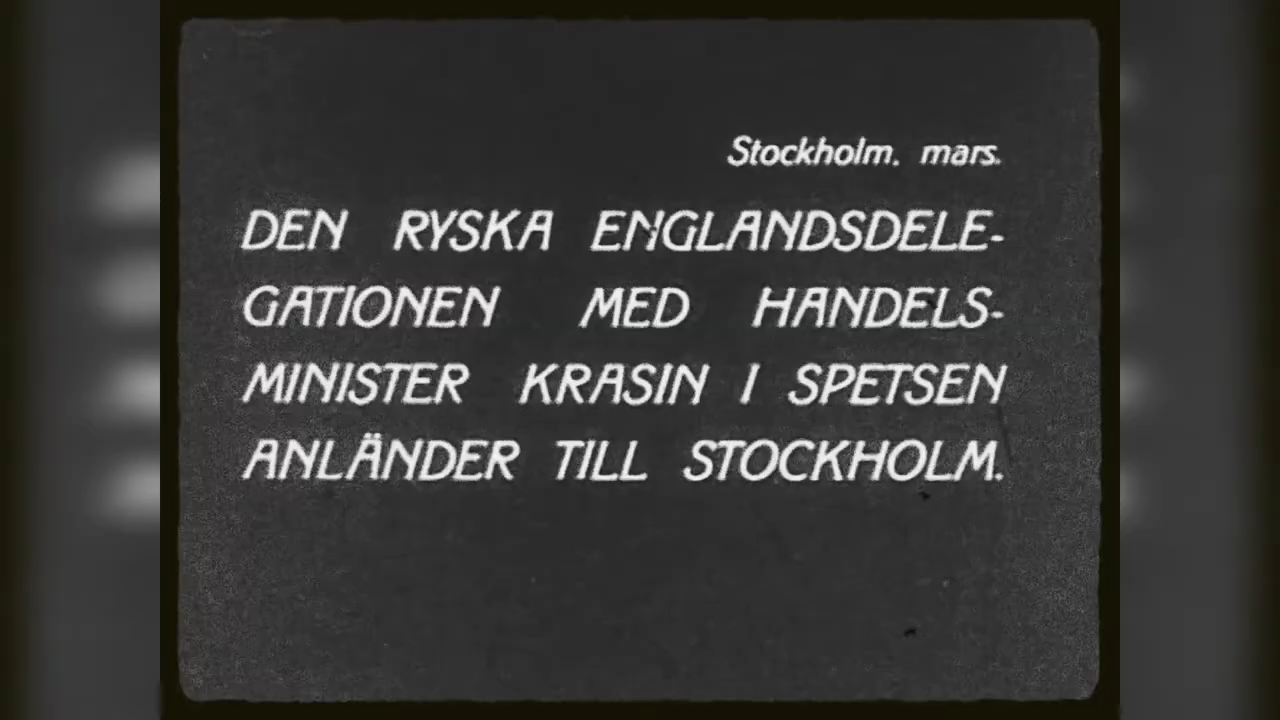 Stockholm. mars.
DEN RYSKA ENGLANDSDELE-
GATIONEN MED HANDELS-
MINISTER KRASIN I SPETSEN
ANLÄNDER TILL STOCKHOLM.